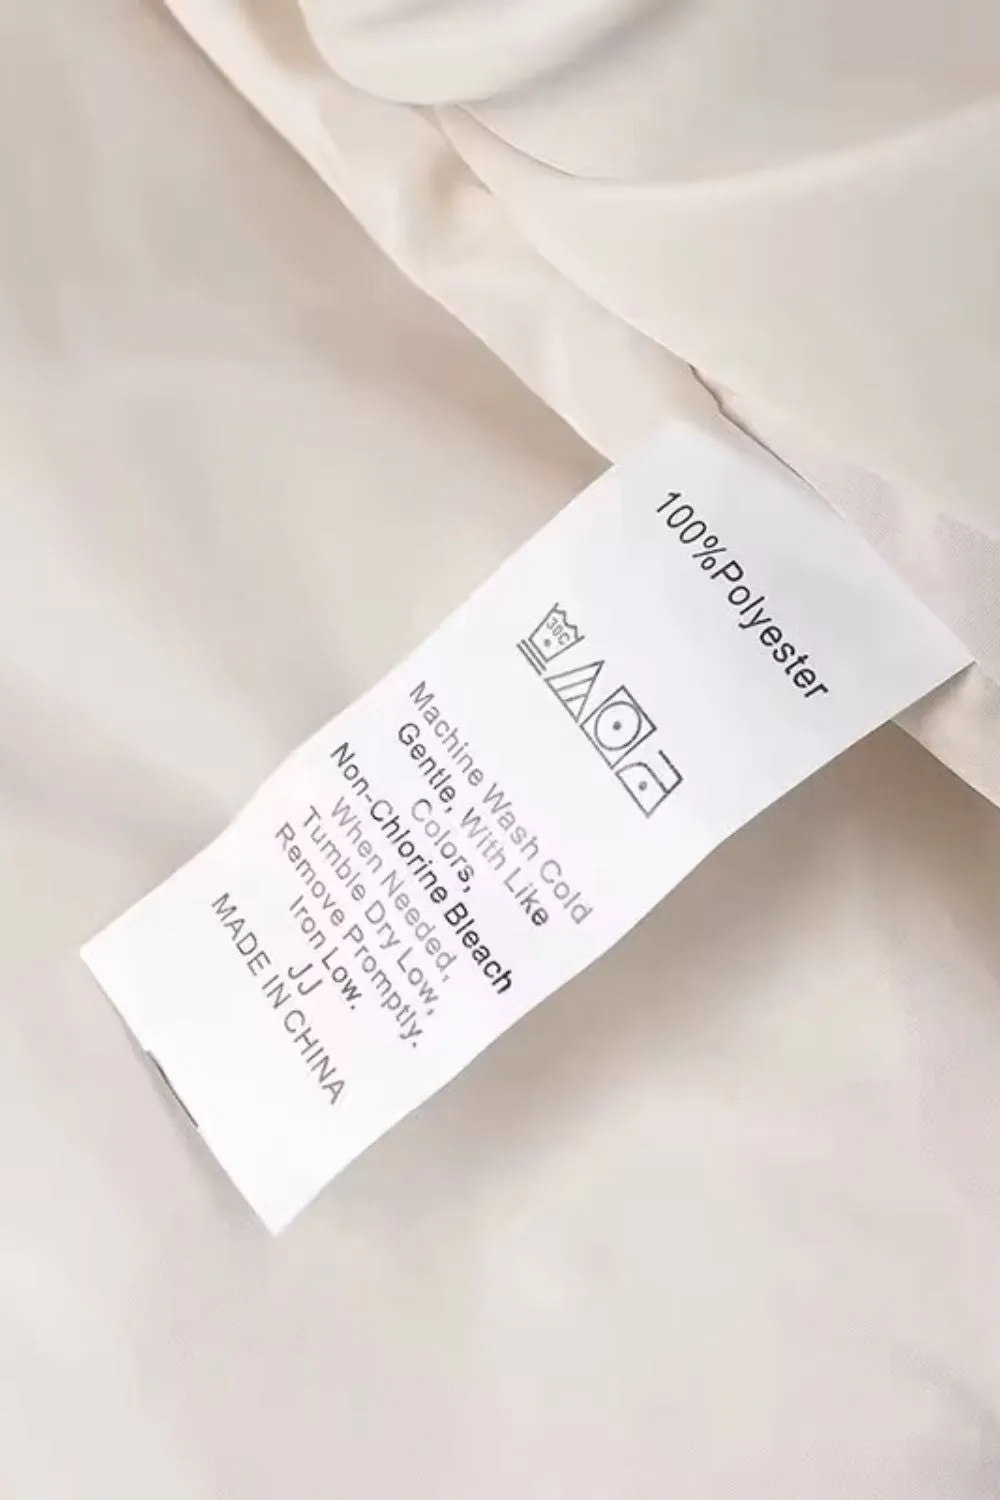 100%Polyester
30C
Machine Wash Cold
Gentle, With Like
Colors,
Non-Chlorine Bleach
When Needed,
Tumble Dry Low,
Remove Promptly.
Iron Low.
JJ
MADE IN CHINA